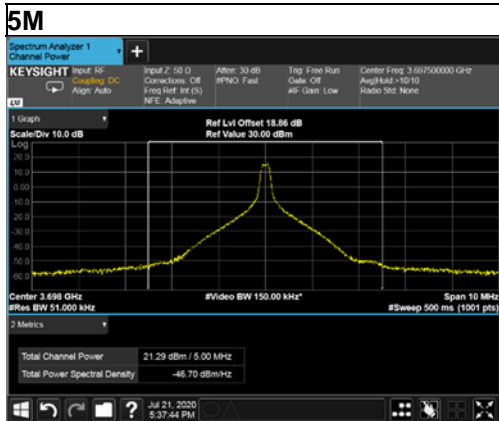 5M
Spectrum Analyzer 1
Channel Power
+
KEYSIGHT Input: RF
Coupling: DC
Align: Auto
Input Z: 50 Ω
Corrections: Off
Freq Ref: Int (S)
NFE: Adaptive
Atten: 30 dB
#PNO: Fast
Trig: Free Run
Gate: Off
#IF Gain: Low
Center Freq: 3.697500000 GHz
Avg|Hold:>10/10
Radio Std: None
1 Graph
Scale/Div 10.0 dB
Ref Lvl Offset 18.86 dB
Ref Value 30.00 dBm
Log
20.0
10.0
0.00
-10.0
-20.0
-30.0
-40.0
-50.0
-60.0
Center 3.698 GHz
#Res BW 51.000 kHz
#Video BW 150.00 kHz*
Span 10 MHz
#Sweep 500 ms (1001 pts)
2 Metrics
Total Channel Power 21.29 dBm / 5.00 MHz
Total Power Spectral Density -45.70 dBm/Hz
?
Jul 21, 2020
5:37:44 PM